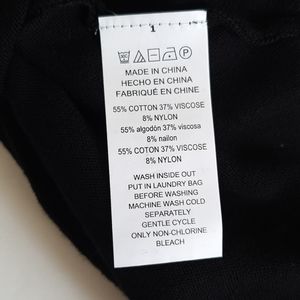 1
MADE IN CHINA
HECHO EN CHINA
FABRIQUÉ EN CHINA
55% COTTON 37% VISCOSE
8% NYLON
55% algodón 37% viscosa
8% nailon
55% COTON 37% VISCOSE
8% NYLON
WASH INSIDE OUT
PUT IN LAUNDRY BAG
BEFORE WASHING
MACHINE WASH COLD
SEPARATELY
GENTLE CYCLE
ONLY NON-CHLORINE
BLEACH